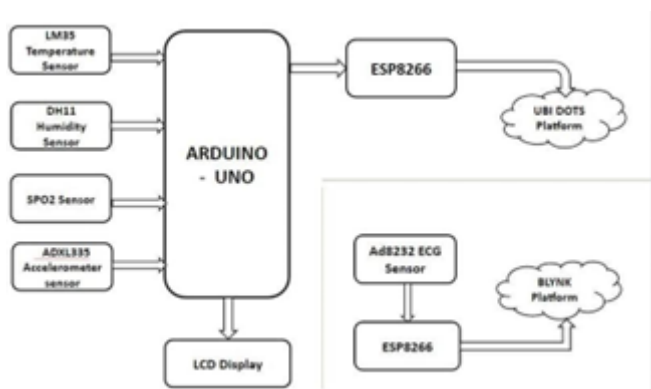 LM35
Temperature
Sensor
DH11
Humidity
Sensor
SPO2 Sensor
ADXL335
Accelerometer
sensor
ARDUINO
- UNO
LCD Display
ESP8266
UBI DOTS
Platform
Ad8232 ECG
Sensor
ESP8266
BLYNK
Platform